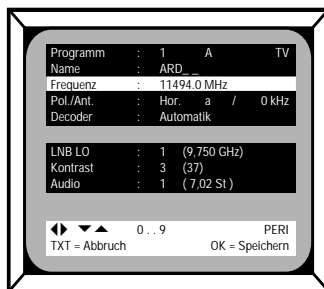 Programm : 1 A TV
Name : ARD_ _
Frequenz : 11494.0 MHz
Pol./Ant. : Hor. a / 0 kHz
Decoder : Automatik
LNB LO : 1 (9,750 GHz)
Kontrast : 3 (37)
Audio : 1 ( 7,02 St )
0 . . 9 PERI
TXT = Abbruch OK = Speichern